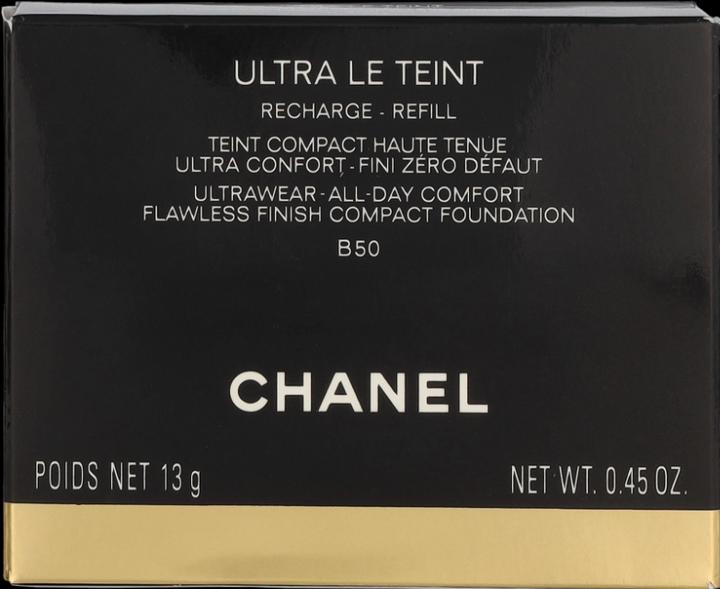 ULTRA LE TEINT
RECHARGE - REFILL
TEINT COMPACT HAUTE TENUE
ULTRA CONFORT - FINI ZÉRO DÉFAUT
ULTRAWEAR - ALL-DAY COMFORT
FLAWLESS FINISH COMPACT FOUNDATION
B50
CHANEL
POIDS NET 13 g
NET WT. 0.45 OZ.